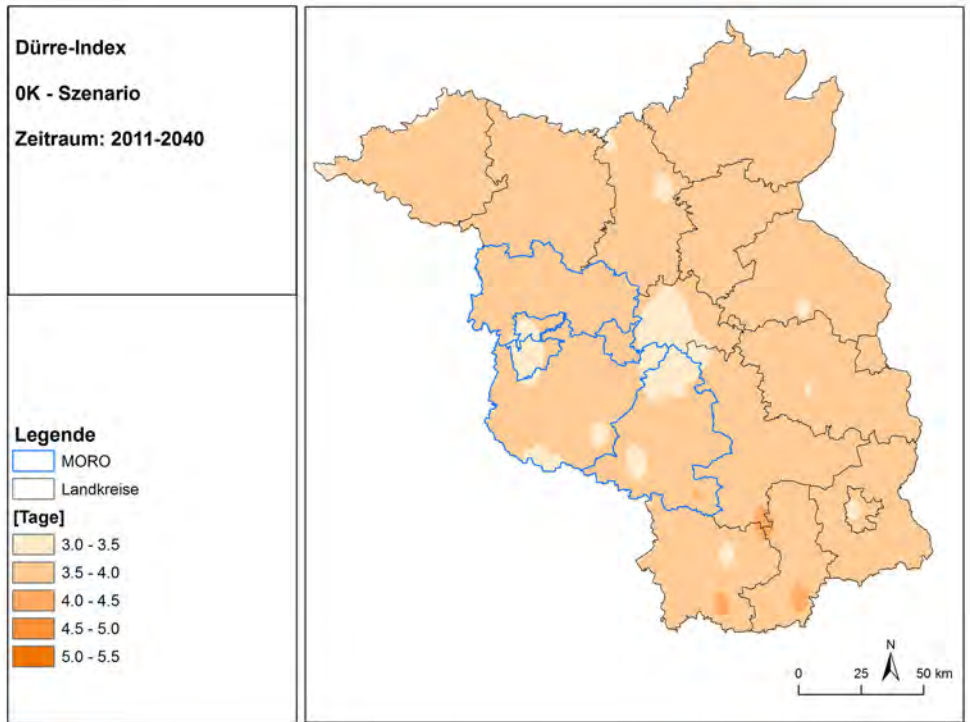 Dürre-Index
0K - Szenario
Zeitraum: 2011-2040
Legende
MORO
Landkreise
[Tage]
3.0 - 3.5
3.5 - 4.0
4.0 - 4.5
4.5 - 5.0
5.0 - 5.5
N
0 25 50 km